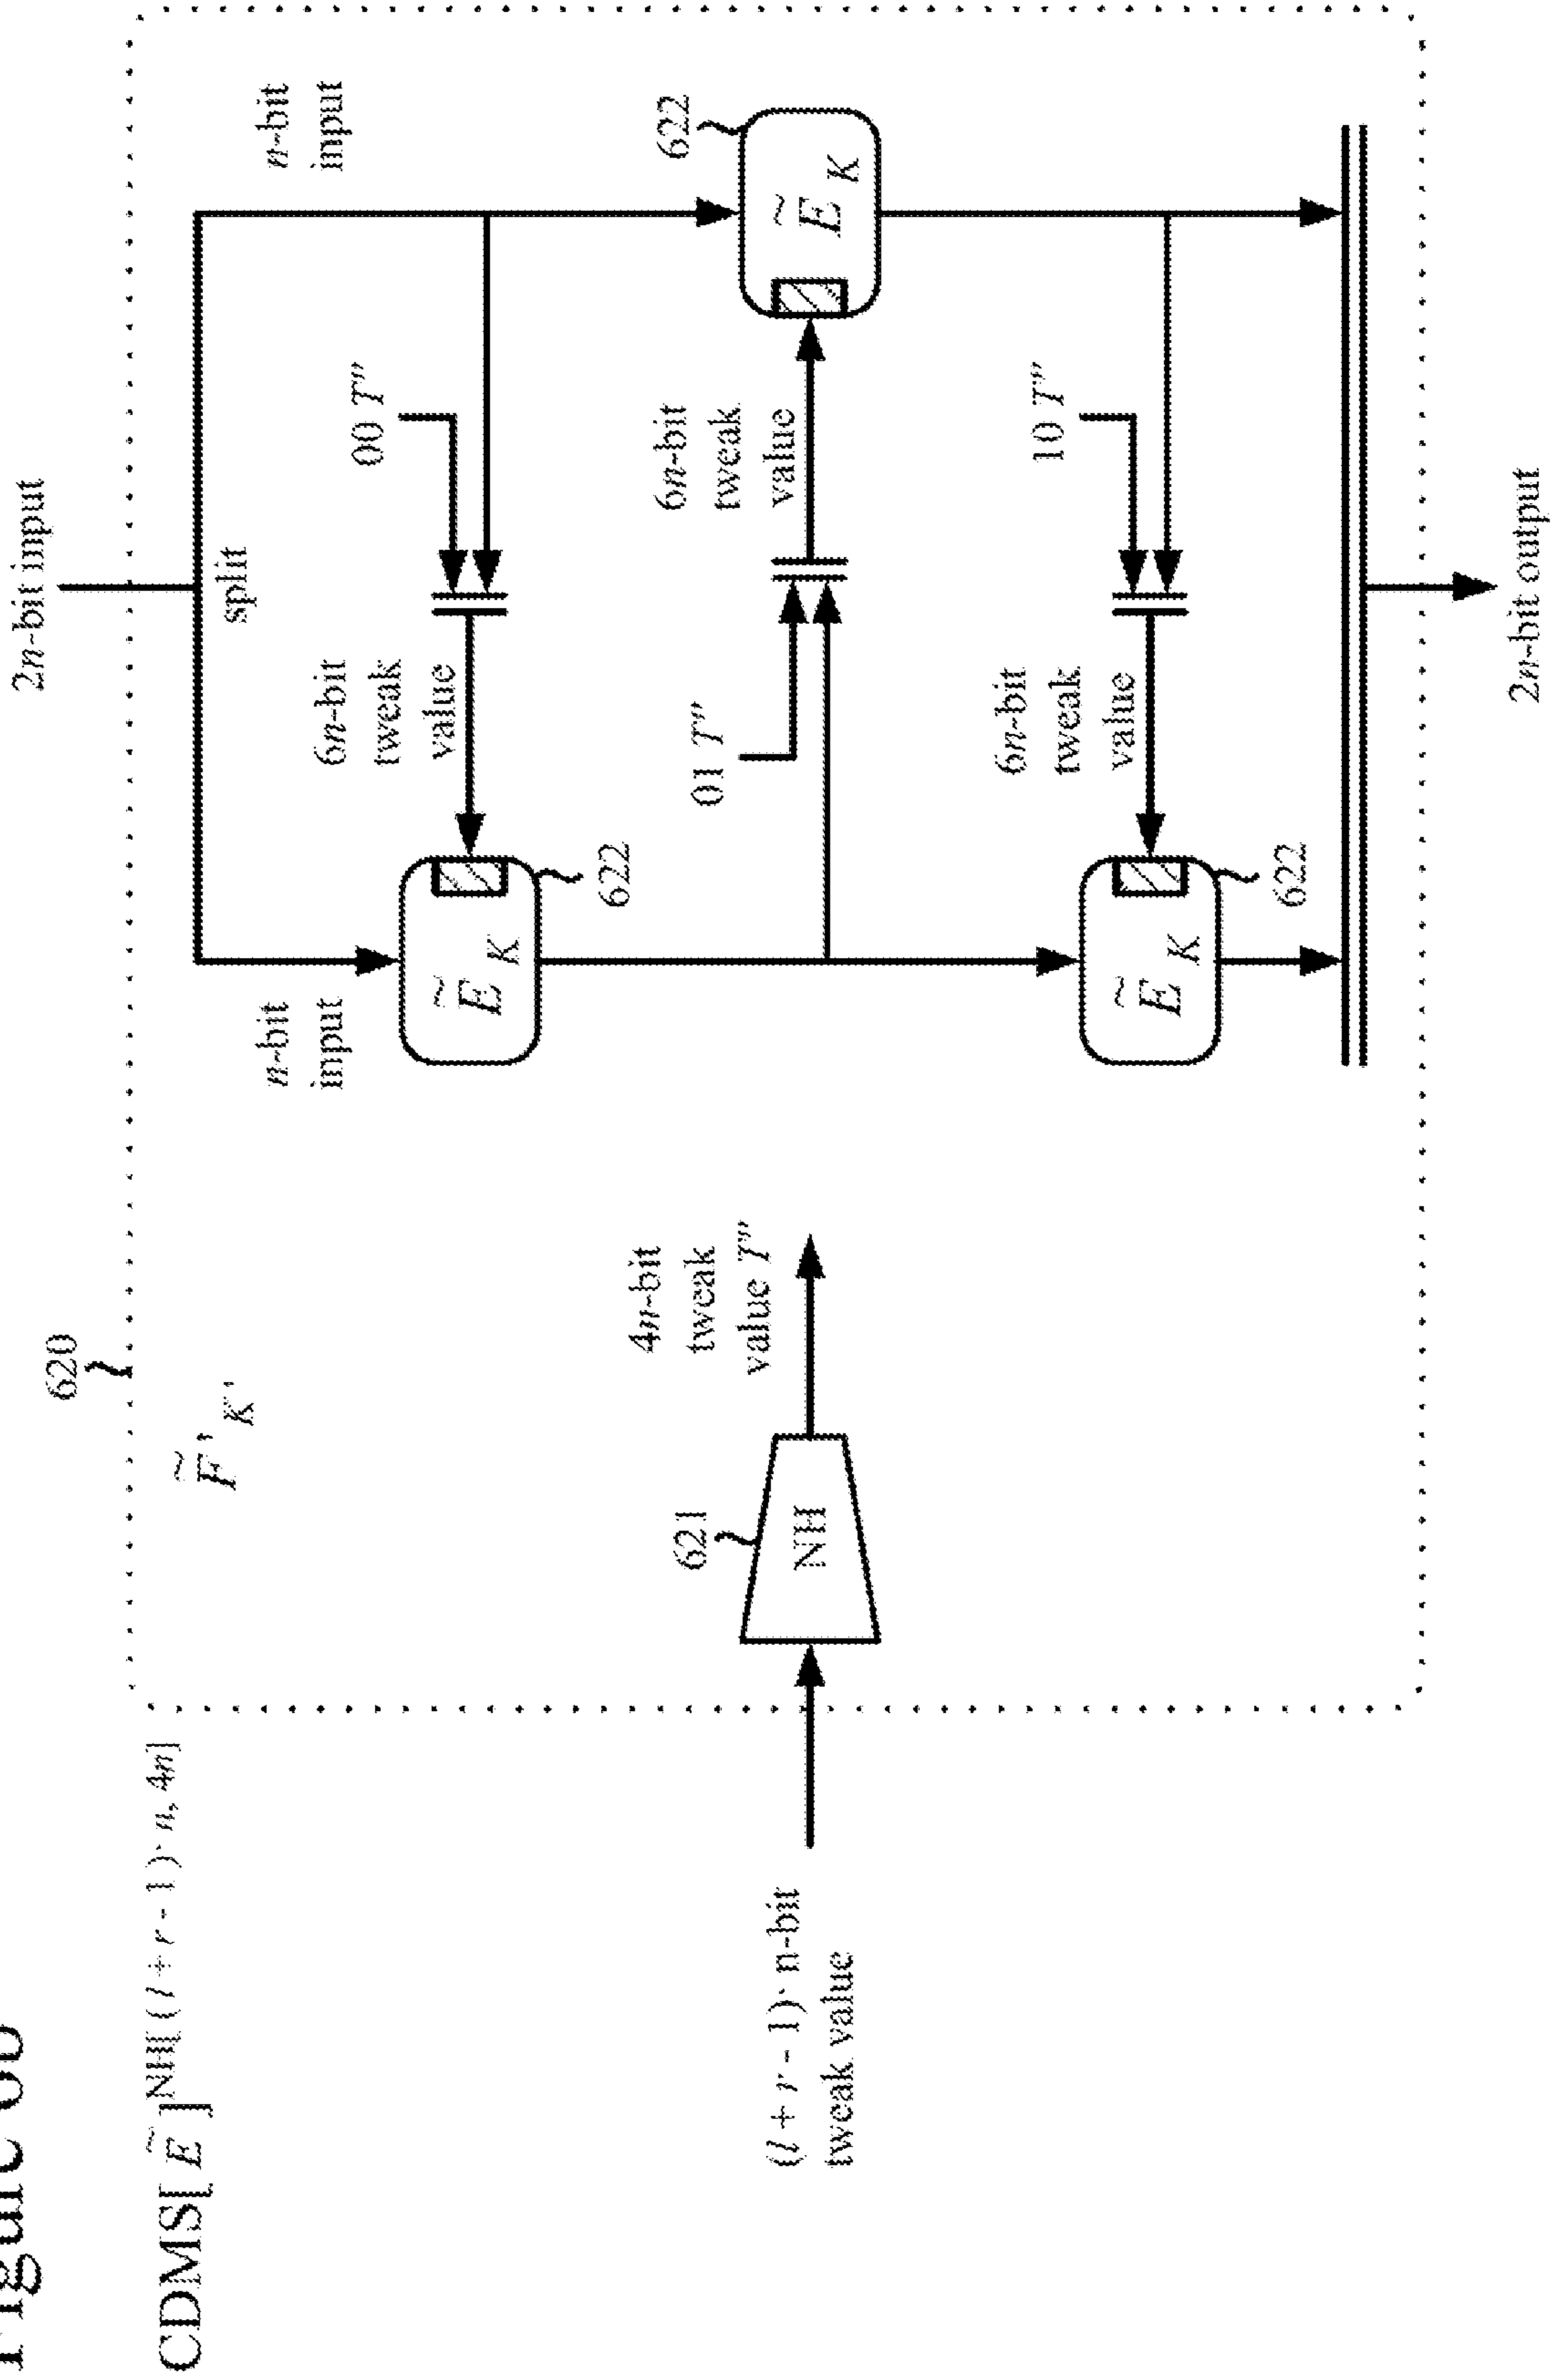 CDMS[ Ẽ ]^NH[( l + r - 1 )· n, 4n]
620
F̃ ' K '
2n-bit input
split
n-bit
input
n-bit
input
00 T″
6n-bit
tweak
value
Ẽ K
622
(l + r - 1)· n-bit
tweak value
621
NH
4n-bit
tweak
value T″
01 T″
6n-bit
tweak
value
622
Ẽ K
10 T″
6n-bit
tweak
value
Ẽ K
622
2n-bit output